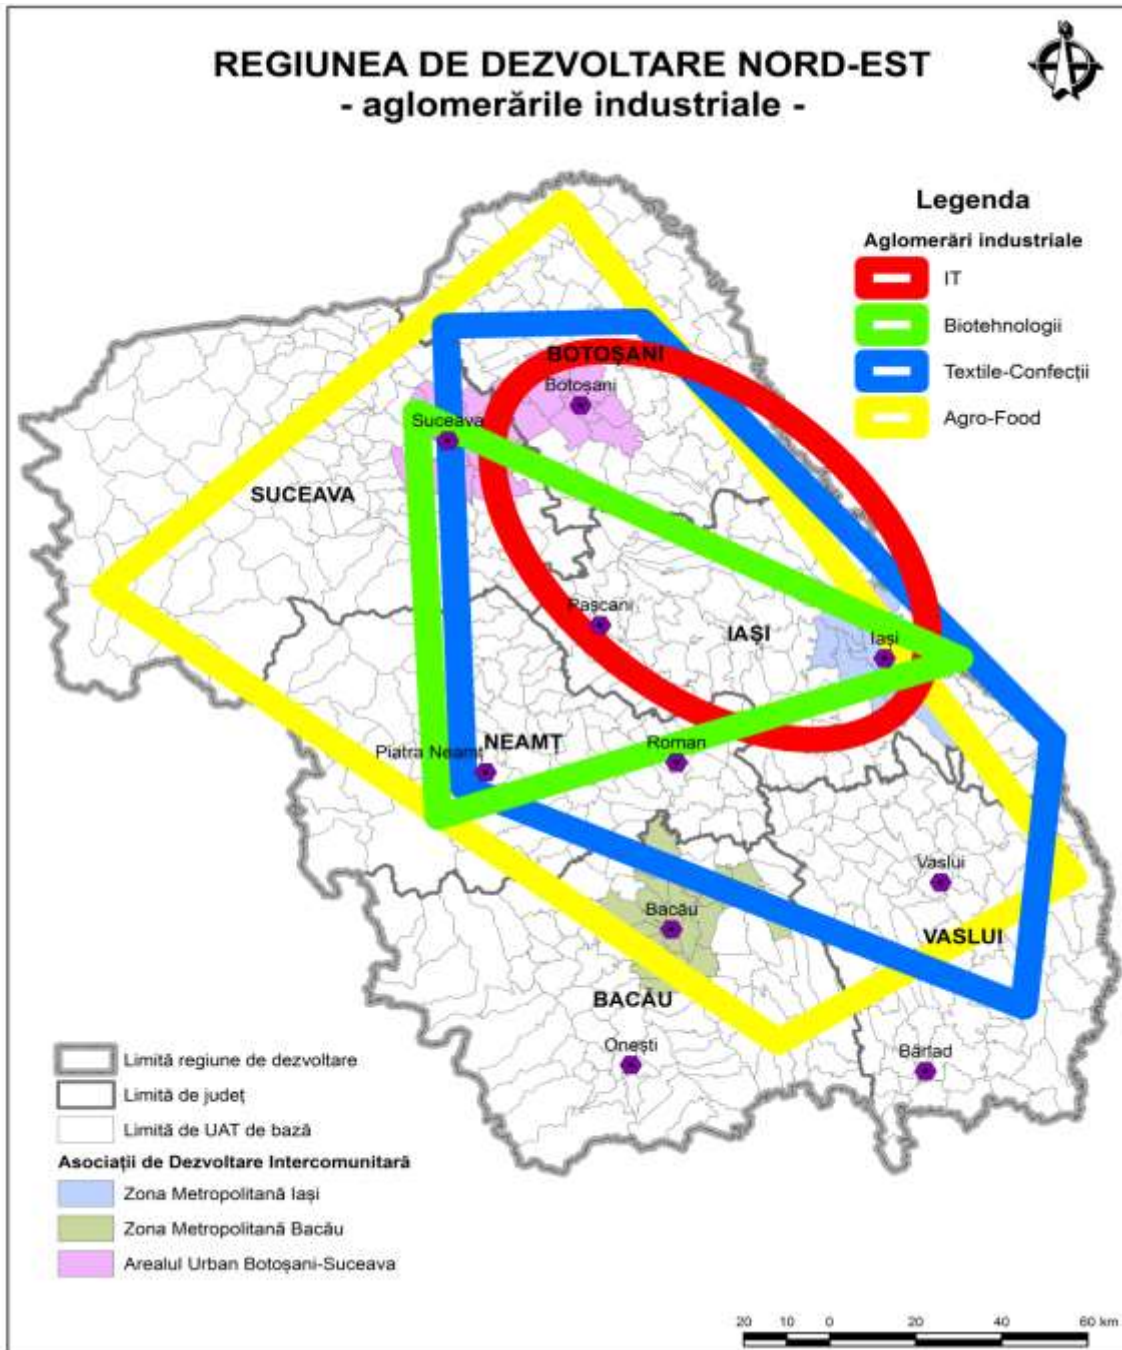 REGIUNEA DE DEZVOLTARE NORD-EST
- aglomerările industriale -
Legenda
Aglomerări industriale
IT
Biotehnologii
Textile-Confecții
Agro-Food
BOTOȘANI
Botoșani
Suceava
SUCEAVA
Pașcani
IAȘI
Iași
Piatra Neamț
NEAMȚ
Roman
Vaslui
Bacău
VASLUI
BACĂU
Onești
Bârlad
Limită regiune de dezvoltare
Limită de județ
Limită de UAT de bază
Asociații de Dezvoltare Intercomunitară
Zona Metropolitană Iași
Zona Metropolitană Bacău
Arealul Urban Botoșani-Suceava
20 10 0 20 40 60 km